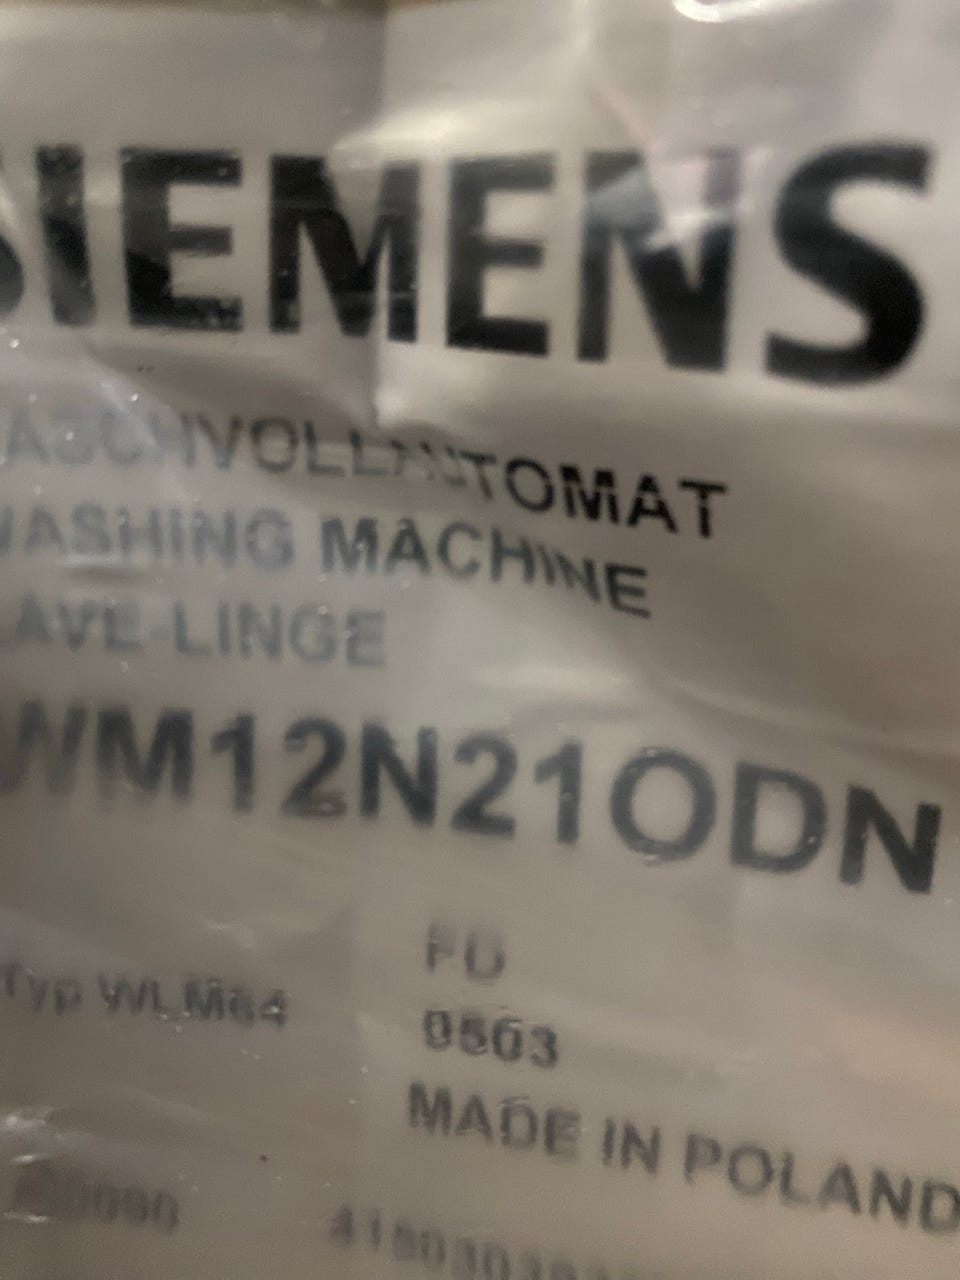 SIEMENS
WASCHVOLLAUTOMAT
WASHING MACHINE
LAVE-LINGE
WM12N21ODN
Typ WLM64
FD
0503
MADE IN POLAND